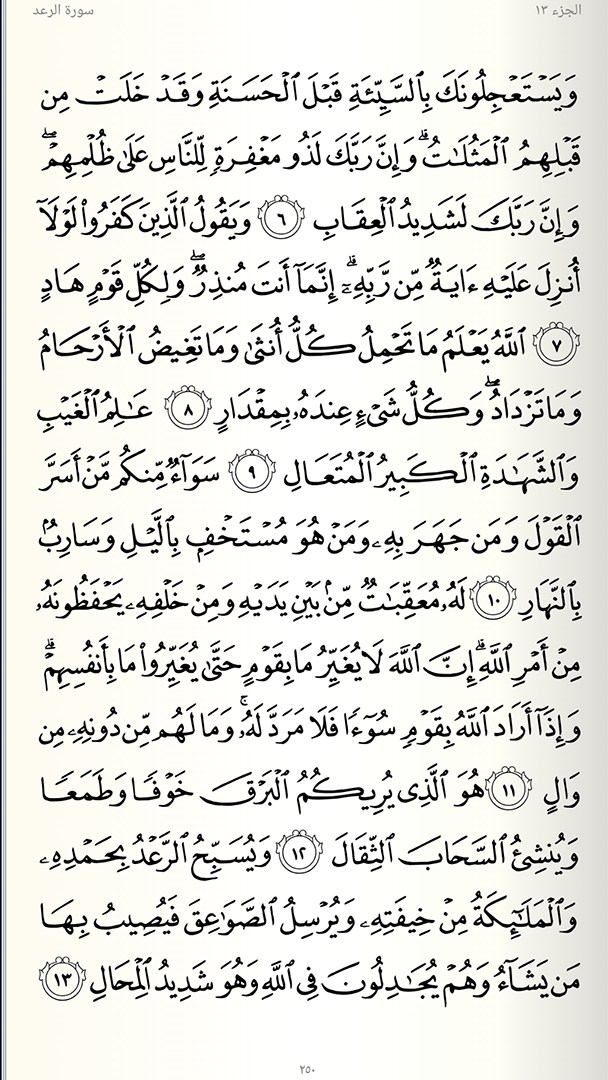 سورة الرعد
الجزء ١٣
وَيَسْتَعْجِلُونَكَ بِٱلسَّيِّئَةِ قَبْلَ ٱلْحَسَنَةِ وَقَدْ خَلَتْ مِن
قَبْلِهِمُ ٱلْمَثُلَٰتُ ۗ وَإِنَّ رَبَّكَ لَذُو مَغْفِرَةٍ لِّلنَّاسِ عَلَىٰ ظُلْمِهِمْ ۖ
وَإِنَّ رَبَّكَ لَشَدِيدُ ٱلْعِقَابِ ٦ وَيَقُولُ ٱلَّذِينَ كَفَرُوا۟ لَوْلَآ
أُنزِلَ عَلَيْهِ ءَايَةٌ مِّن رَّبِّهِۦٓ ۗ إِنَّمَآ أَنتَ مُنذِرٌ ۖ وَلِكُلِّ قَوْمٍ هَادٍ
٧ ٱللَّهُ يَعْلَمُ مَا تَحْمِلُ كُلُّ أُنثَىٰ وَمَا تَغِيضُ ٱلْأَرْحَامُ
وَمَا تَزْدَادُ ۖ وَكُلُّ شَىْءٍ عِندَهُۥ بِمِقْدَارٍ ٨ عَٰلِمُ ٱلْغَيْبِ
وَٱلشَّهَٰدَةِ ٱلْكَبِيرُ ٱلْمُتَعَالِ ٩ سَوَآءٌ مِّنكُم مَّنْ أَسَرَّ
ٱلْقَوْلَ وَمَن جَهَرَ بِهِۦ وَمَنْ هُوَ مُسْتَخْفٍۭ بِٱلَّيْلِ وَسَارِبٌۢ
بِٱلنَّهَارِ ١٠ لَهُۥ مُعَقِّبَٰتٌ مِّنۢ بَيْنِ يَدَيْهِ وَمِنْ خَلْفِهِۦ يَحْفَظُونَهُۥ
مِنْ أَمْرِ ٱللَّهِ ۗ إِنَّ ٱللَّهَ لَا يُغَيِّرُ مَا بِقَوْمٍ حَتَّىٰ يُغَيِّرُوا۟ مَا بِأَنفُسِهِمْ ۗ
وَإِذَآ أَرَادَ ٱللَّهُ بِقَوْمٍ سُوٓءًا فَلَا مَرَدَّ لَهُۥ ۚ وَمَا لَهُم مِّن دُونِهِۦ مِن
وَالٍ ١١ هُوَ ٱلَّذِى يُرِيكُمُ ٱلْبَرْقَ خَوْفًا وَطَمَعًا
وَيُنشِئُ ٱلسَّحَابَ ٱلثِّقَالَ ١٢ وَيُسَبِّحُ ٱلرَّعْدُ بِحَمْدِهِۦ
وَٱلْمَلَٰٓئِكَةُ مِنْ خِيفَتِهِۦ وَيُرْسِلُ ٱلصَّوَٰعِقَ فَيُصِيبُ بِهَا
مَن يَشَآءُ وَهُمْ يُجَٰدِلُونَ فِى ٱللَّهِ وَهُوَ شَدِيدُ ٱلْمِحَالِ ١٣
٢٥٠